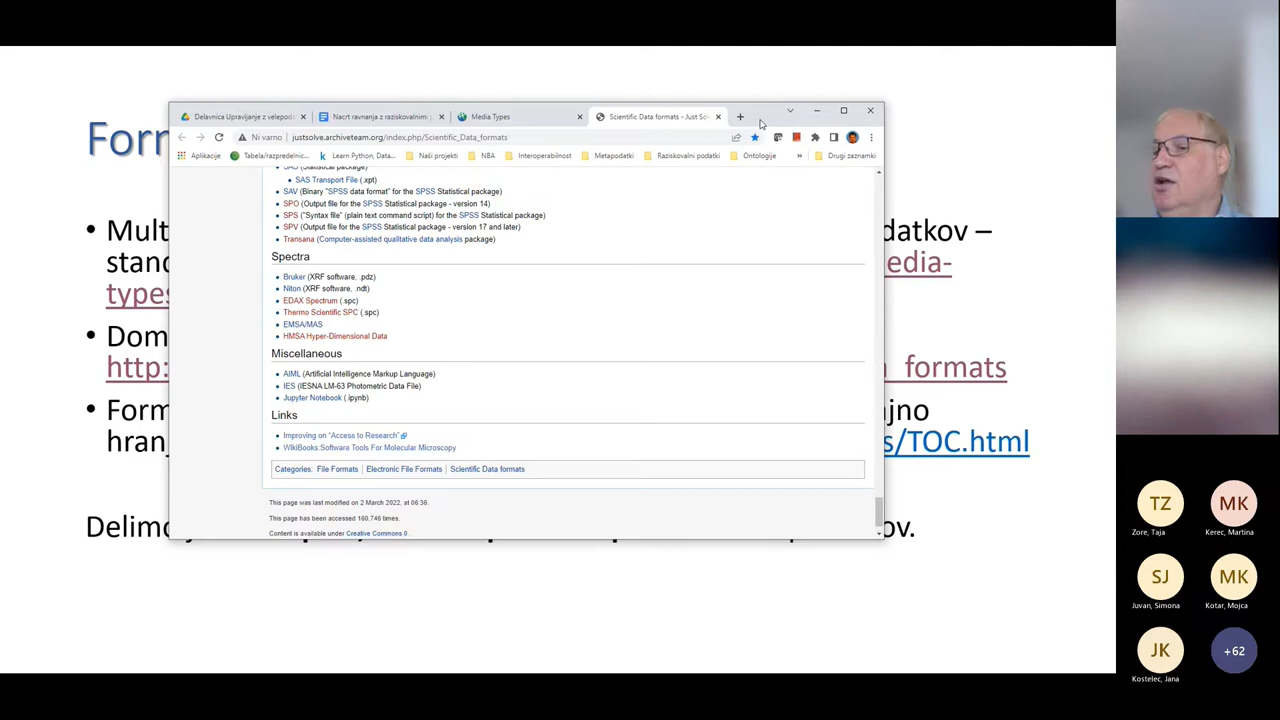 Form
• Mult
datkov –
stand
edia-
types
• Dom
http:
a_formats
• Form
ajno
hranj
s/TOC.html
Delimo
ov.
Delavnica Upravljanje z velepoda
Nacrt ravnanja z raziskovalnimi p
Media Types
Scientific Data formats - Just Sol
Ni varno
justsolve.archiveteam.org/index.php/Scientific_Data_formats
Aplikacije
Tabela/razpredelnic...
Learn Python, Data...
Naši projekti
NBA
Interoperabilnost
Metapodatki
Raziskovalni podatki
Ontologije
»
Drugi zaznamki
SAS (Statistical package)
SAS Transport File (.xpt)
SAV (Binary "SPSS data format" for the SPSS Statistical package)
SPO (Output file for the SPSS Statistical package - version 14)
SPS ("Syntax file" (plain text command script) for the SPSS Statistical package)
SPV (Output file for the SPSS Statistical package - version 17 and later)
Transana (Computer-assisted qualitative data analysis package)
Spectra
Bruker (XRF software, .pdz)
Niton (XRF software, .ndt)
EDAX Spectrum (.spc)
Thermo Scientific SPC (.spc)
EMSA/MAS
HMSA Hyper-Dimensional Data
Miscellaneous
AIML (Artificial Intelligence Markup Language)
IES (IESNA LM-63 Photometric Data File)
Jupyter Notebook (.ipynb)
Links
Improving on "Access to Research"
WikiBooks:Software Tools For Molecular Microscopy
Categories: File Formats | Electronic File Formats | Scientific Data formats
This page was last modified on 2 March 2022, at 06:36.
This page has been accessed 160,746 times.
Content is available under Creative Commons 0.
TZ
Zore, Taja
MK
Kerec, Martina
SJ
Juvan, Simona
MK
Kotar, Mojca
JK
Kostelec, Jana
+62